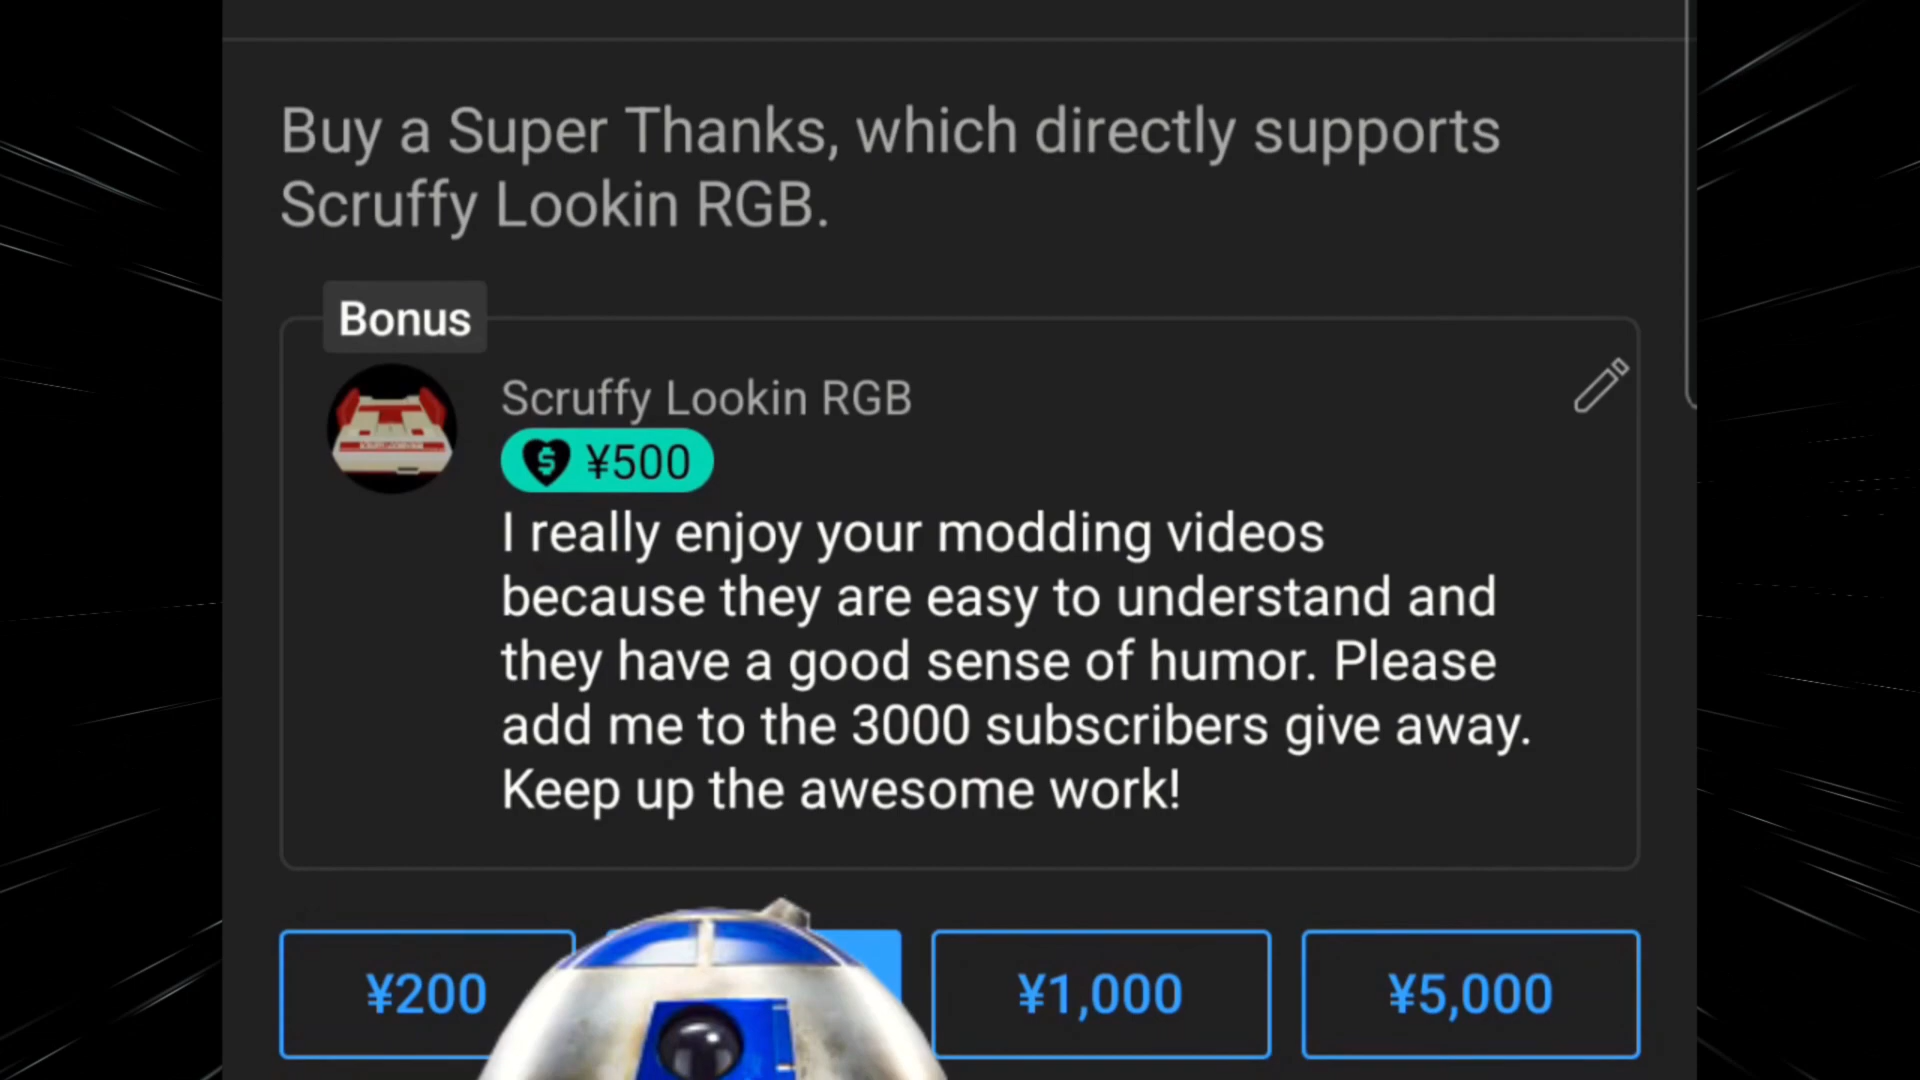 Buy a Super Thanks, which directly supports
Scruffy Lookin RGB.
Bonus
Scruffy Lookin RGB
¥500
I really enjoy your modding videos
because they are easy to understand and
they have a good sense of humor. Please
add me to the 3000 subscribers give away.
Keep up the awesome work!
¥200
¥1,000
¥5,000